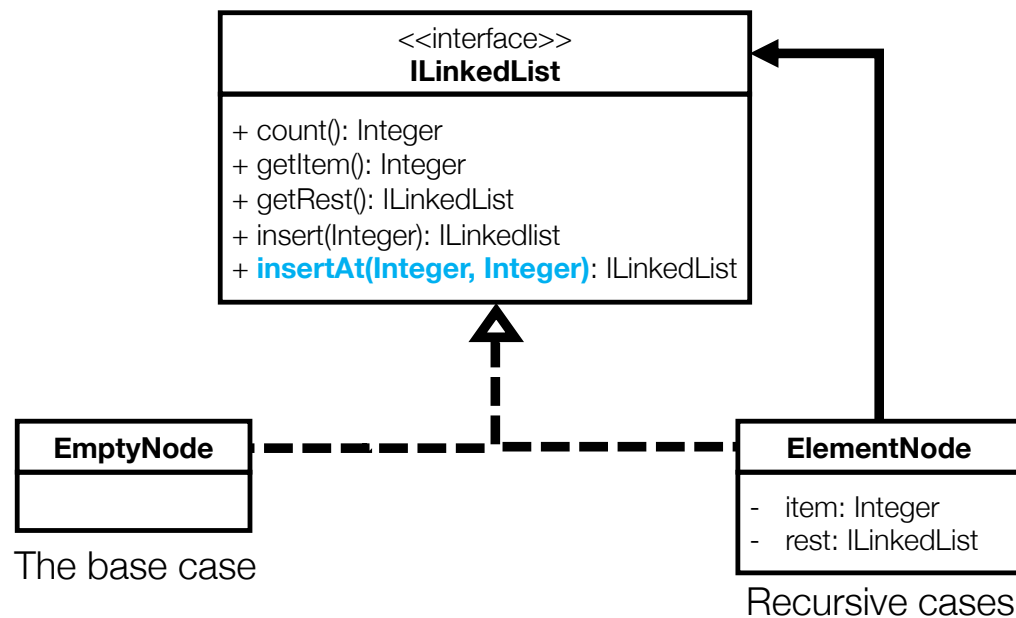 <<interface>>
ILinkedList
+ count(): Integer
+ getItem(): Integer
+ getRest(): ILinkedList
+ insert(Integer): ILinkedlist
+ insertAt(Integer, Integer): ILinkedList
EmptyNode
ElementNode
- item: Integer
- rest: ILinkedList
The base case
Recursive cases